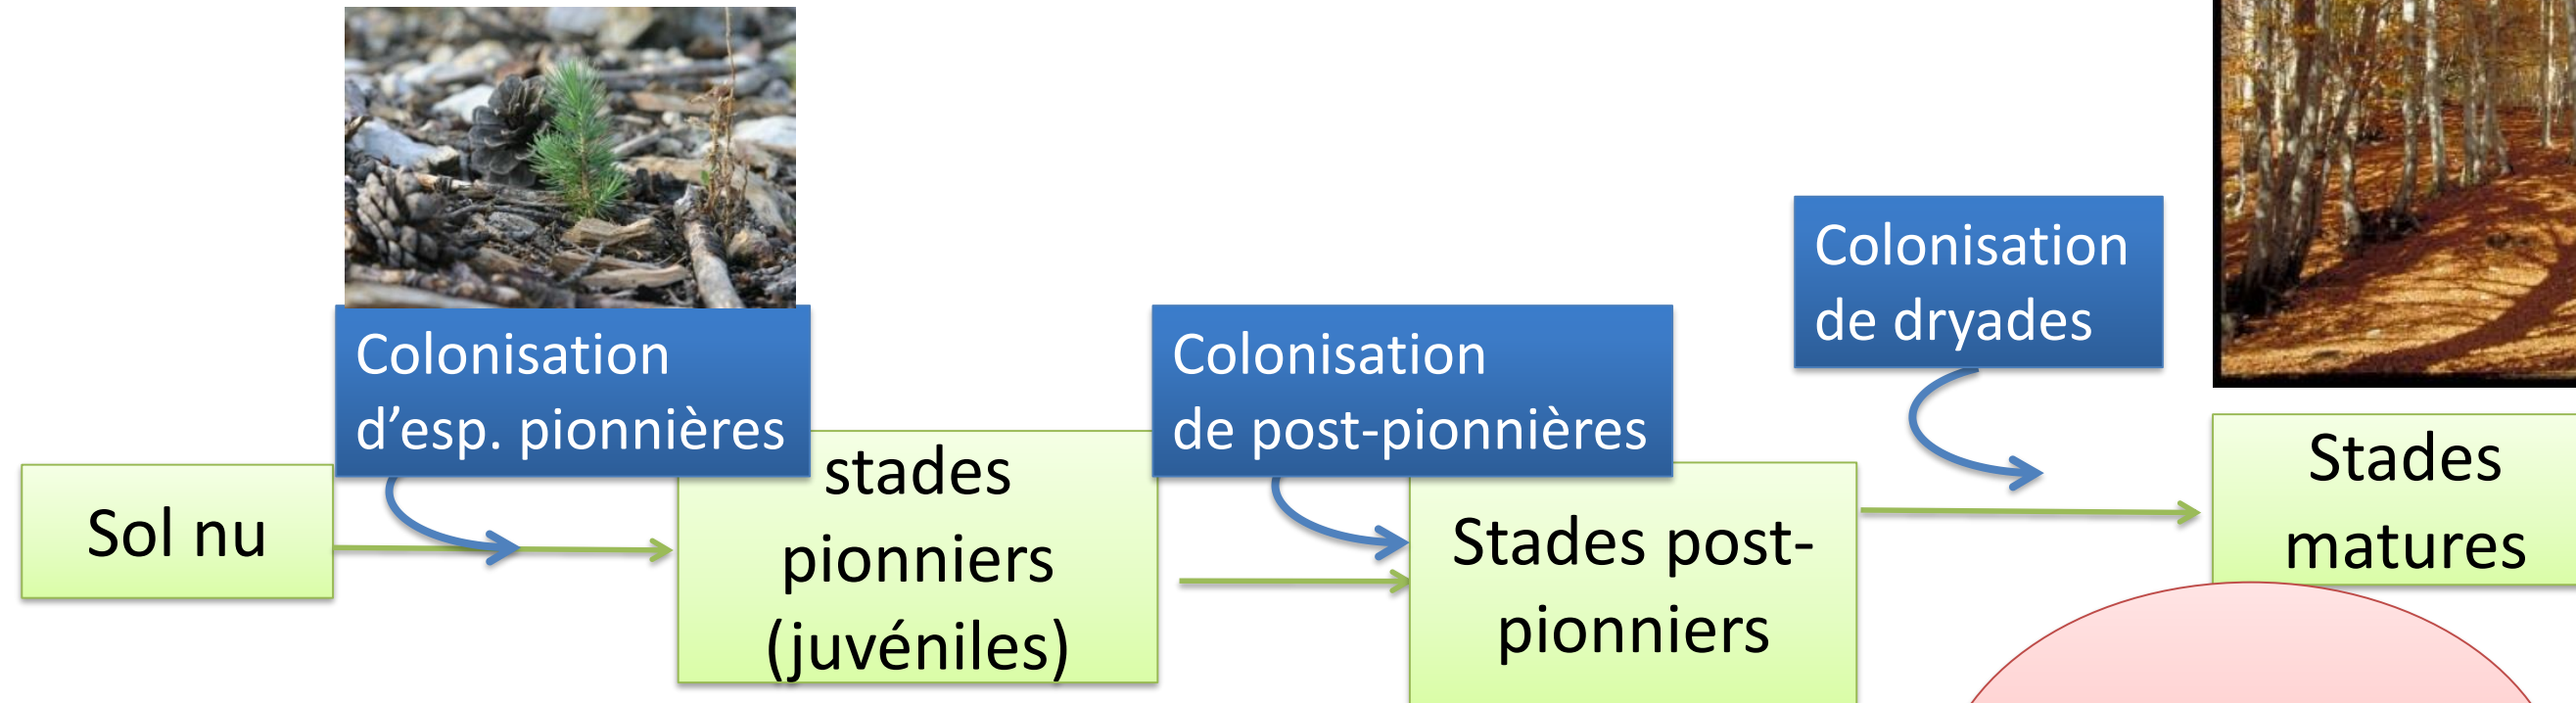 Colonisation
d’esp. pionnières
Colonisation
de post-pionnières
Colonisation
de dryades
Sol nu
stades
pionniers
(juvéniles)
Stades post-
pionniers
Stades
matures